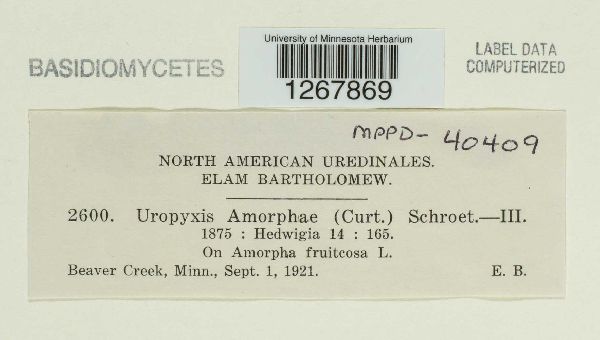 University of Minnesota Herbarium
1267869
BASIDIOMYCETES
LABEL DATA
COMPUTERIZED
MPPD- 40409
NORTH AMERICAN UREDINALES.
ELAM BARTHOLOMEW.
2600. Uropyxis Amorphae (Curt.) Schroet.—III.
1875 : Hedwigia 14 : 165.
On Amorpha fruitcosa L.
Beaver Creek, Minn., Sept. 1, 1921. E. B.